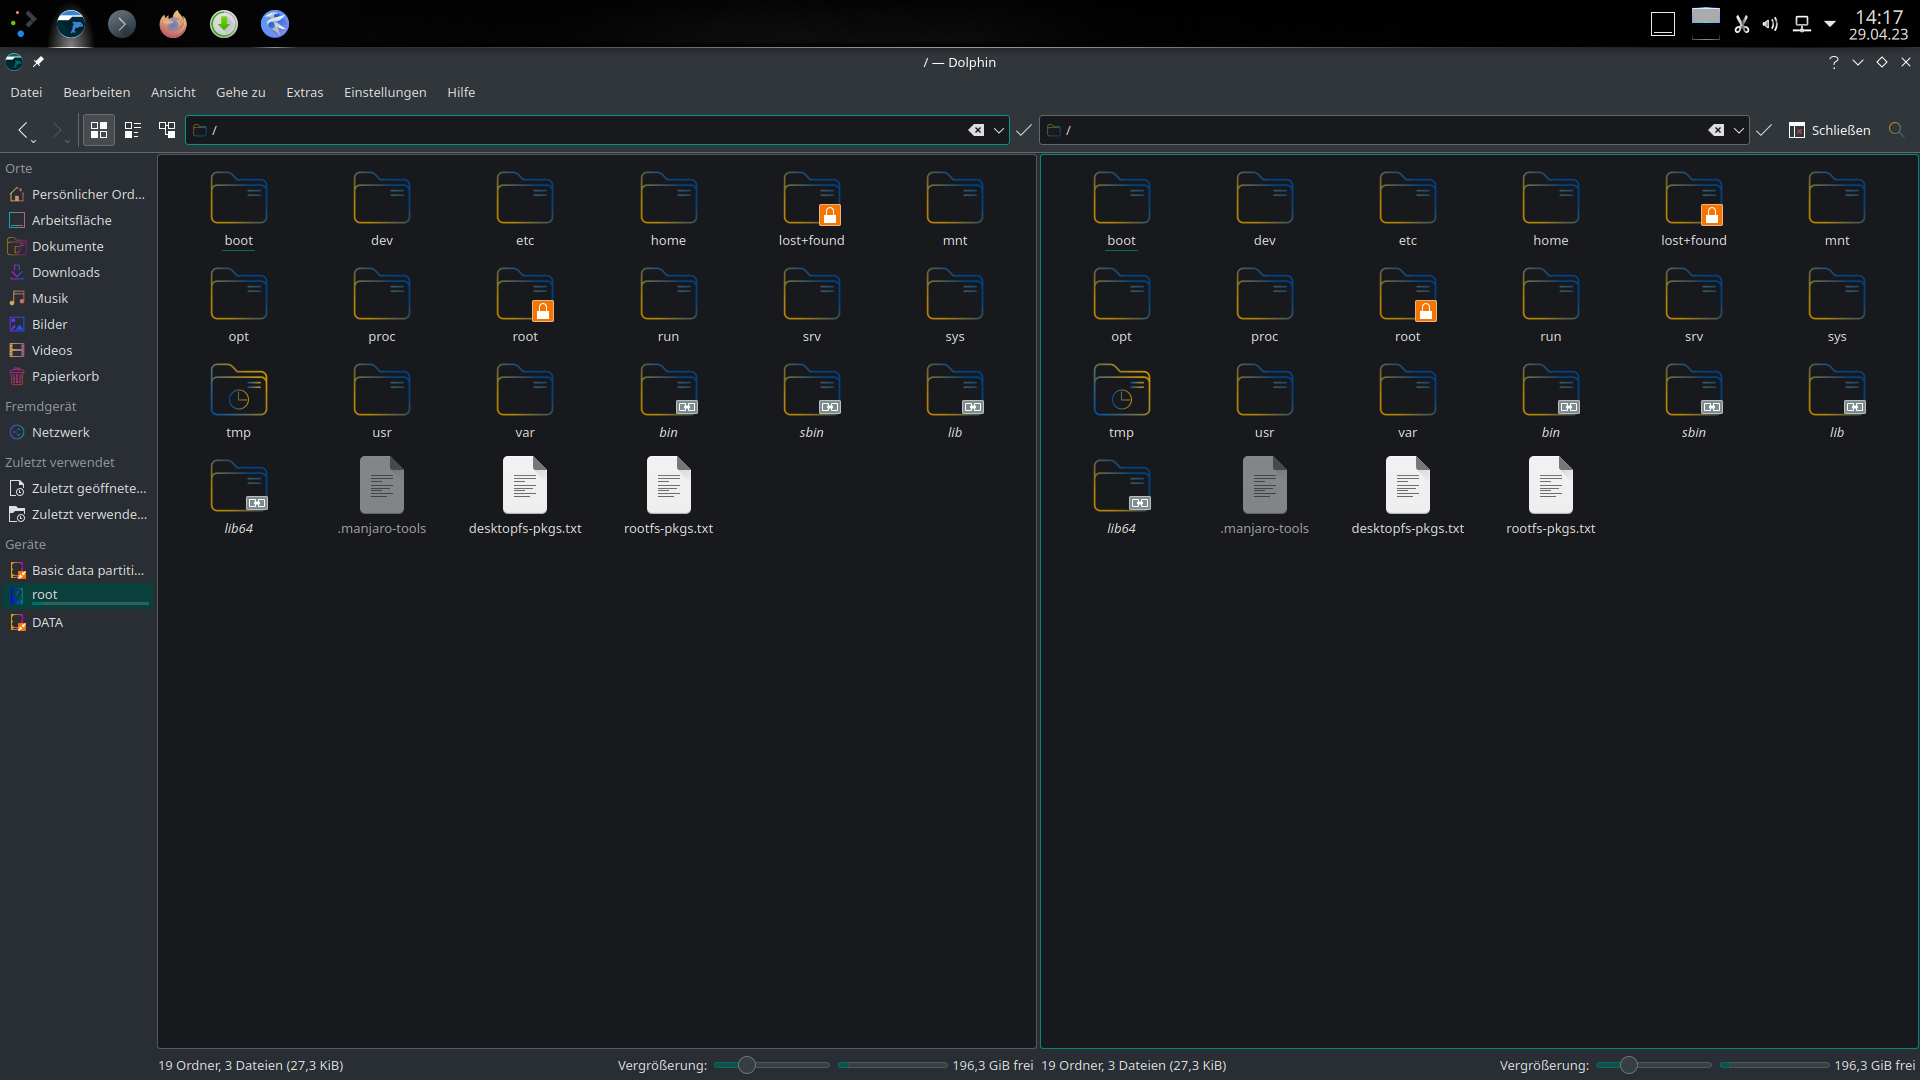 14:17
29.04.23
/ — Dolphin
Datei Bearbeiten Ansicht Gehe zu Extras Einstellungen Hilfe
/ / Schließen
Orte
Persönlicher Ord...
Arbeitsfläche
Dokumente
Downloads
Musik
Bilder
Videos
Papierkorb
Fremdgerät
Netzwerk
Zuletzt verwendet
Zuletzt geöffnete...
Zuletzt verwende...
Geräte
Basic data partiti...
root
DATA
boot dev etc home lost+found mnt
opt proc root run srv sys
tmp usr var bin sbin lib
lib64 .manjaro-tools desktopfs-pkgs.txt rootfs-pkgs.txt
19 Ordner, 3 Dateien (27,3 KiB) Vergrößerung: 196,3 GiB frei
boot dev etc home lost+found mnt
opt proc root run srv sys
tmp usr var bin sbin lib
lib64 .manjaro-tools desktopfs-pkgs.txt rootfs-pkgs.txt
19 Ordner, 3 Dateien (27,3 KiB) Vergrößerung: 196,3 GiB frei